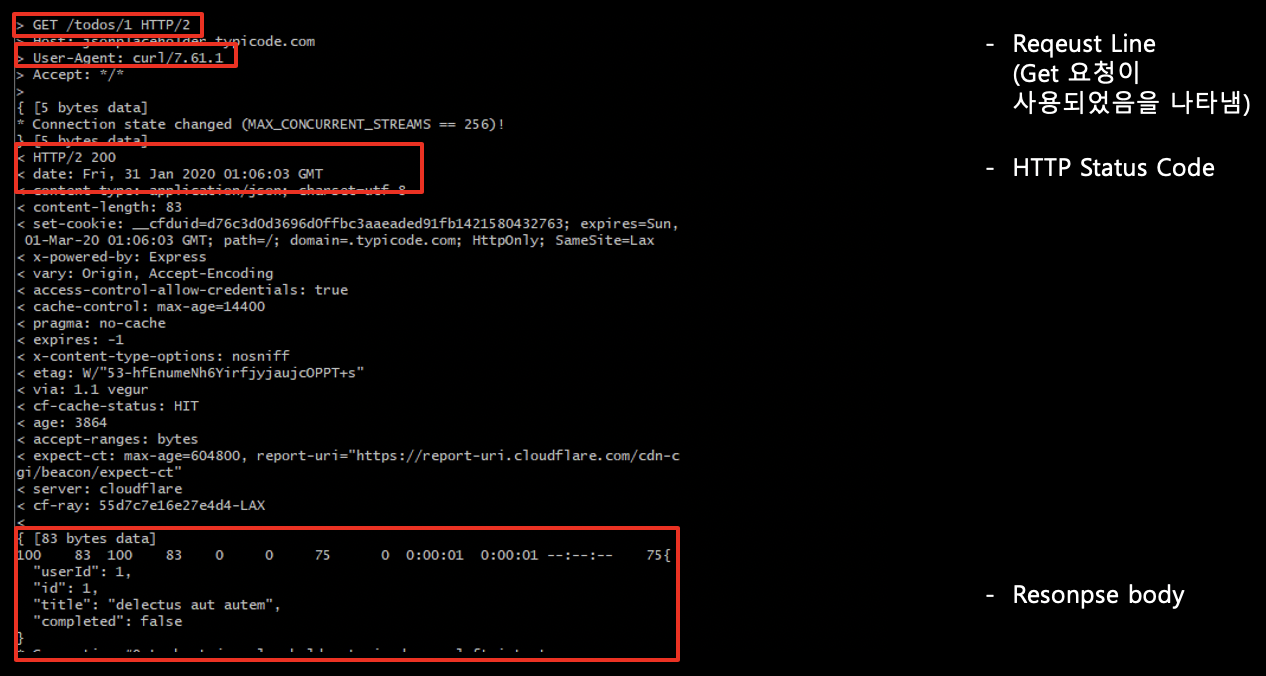 > GET /todos/1 HTTP/2
> Host: jsonplaceholder.typicode.com
> User-Agent: curl/7.61.1
> Accept: */*
>
{ [5 bytes data]
* Connection state changed (MAX_CONCURRENT_STREAMS == 256)!
} [5 bytes data]
< HTTP/2 200
< date: Fri, 31 Jan 2020 01:06:03 GMT
< content-type: application/json; charset=utf-8
< content-length: 83
< set-cookie: __cfduid=d76c3d0d3696d0ffbc3aaeaded91fb1421580432763; expires=Sun,
01-Mar-20 01:06:03 GMT; path=/; domain=.typicode.com; HttpOnly; SameSite=Lax
< x-powered-by: Express
< vary: Origin, Accept-Encoding
< access-control-allow-credentials: true
< cache-control: max-age=14400
< pragma: no-cache
< expires: -1
< x-content-type-options: nosniff
< etag: W/"53-hfEnumeNh6YirfjyjaujcOPPT+s"
< via: 1.1 vegur
< cf-cache-status: HIT
< age: 3864
< accept-ranges: bytes
< expect-ct: max-age=604800, report-uri="https://report-uri.cloudflare.com/cdn-c
gi/beacon/expect-ct"
< server: cloudflare
< cf-ray: 55d7c7e16e27e4d4-LAX
<
{ [83 bytes data]
100    83  100    83    0     0     75      0  0:00:01  0:00:01 --:--:--    75{
"userId": 1,
"id": 1,
"title": "delectus aut autem",
"completed": false
}
- Reqeust Line
(Get 요청이
사용되었음을 나타냄)
- HTTP Status Code
- Resonpse body